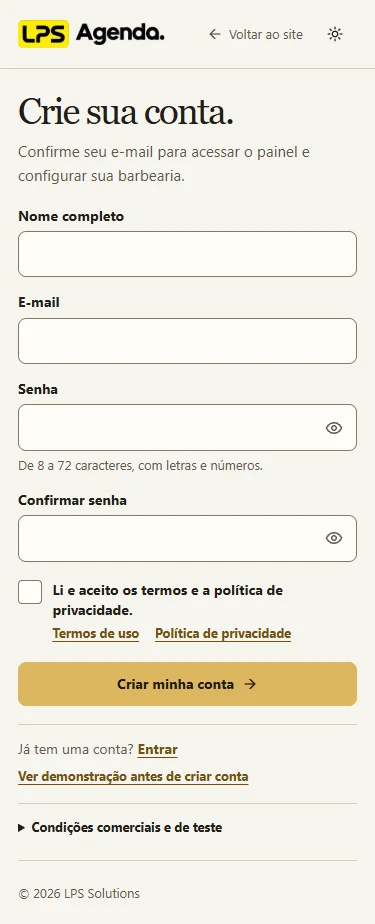 LPS Agenda.
← Voltar ao site
Crie sua conta.
Confirme seu e-mail para acessar o painel e
configurar sua barbearia.
Nome completo
E-mail
Senha
De 8 a 72 caracteres, com letras e números.
Confirmar senha
Li e aceito os termos e a política de
privacidade.
Termos de uso Política de privacidade
Criar minha conta →
Já tem uma conta? Entrar
Ver demonstração antes de criar conta
Condições comerciais e de teste
© 2026 LPS Solutions